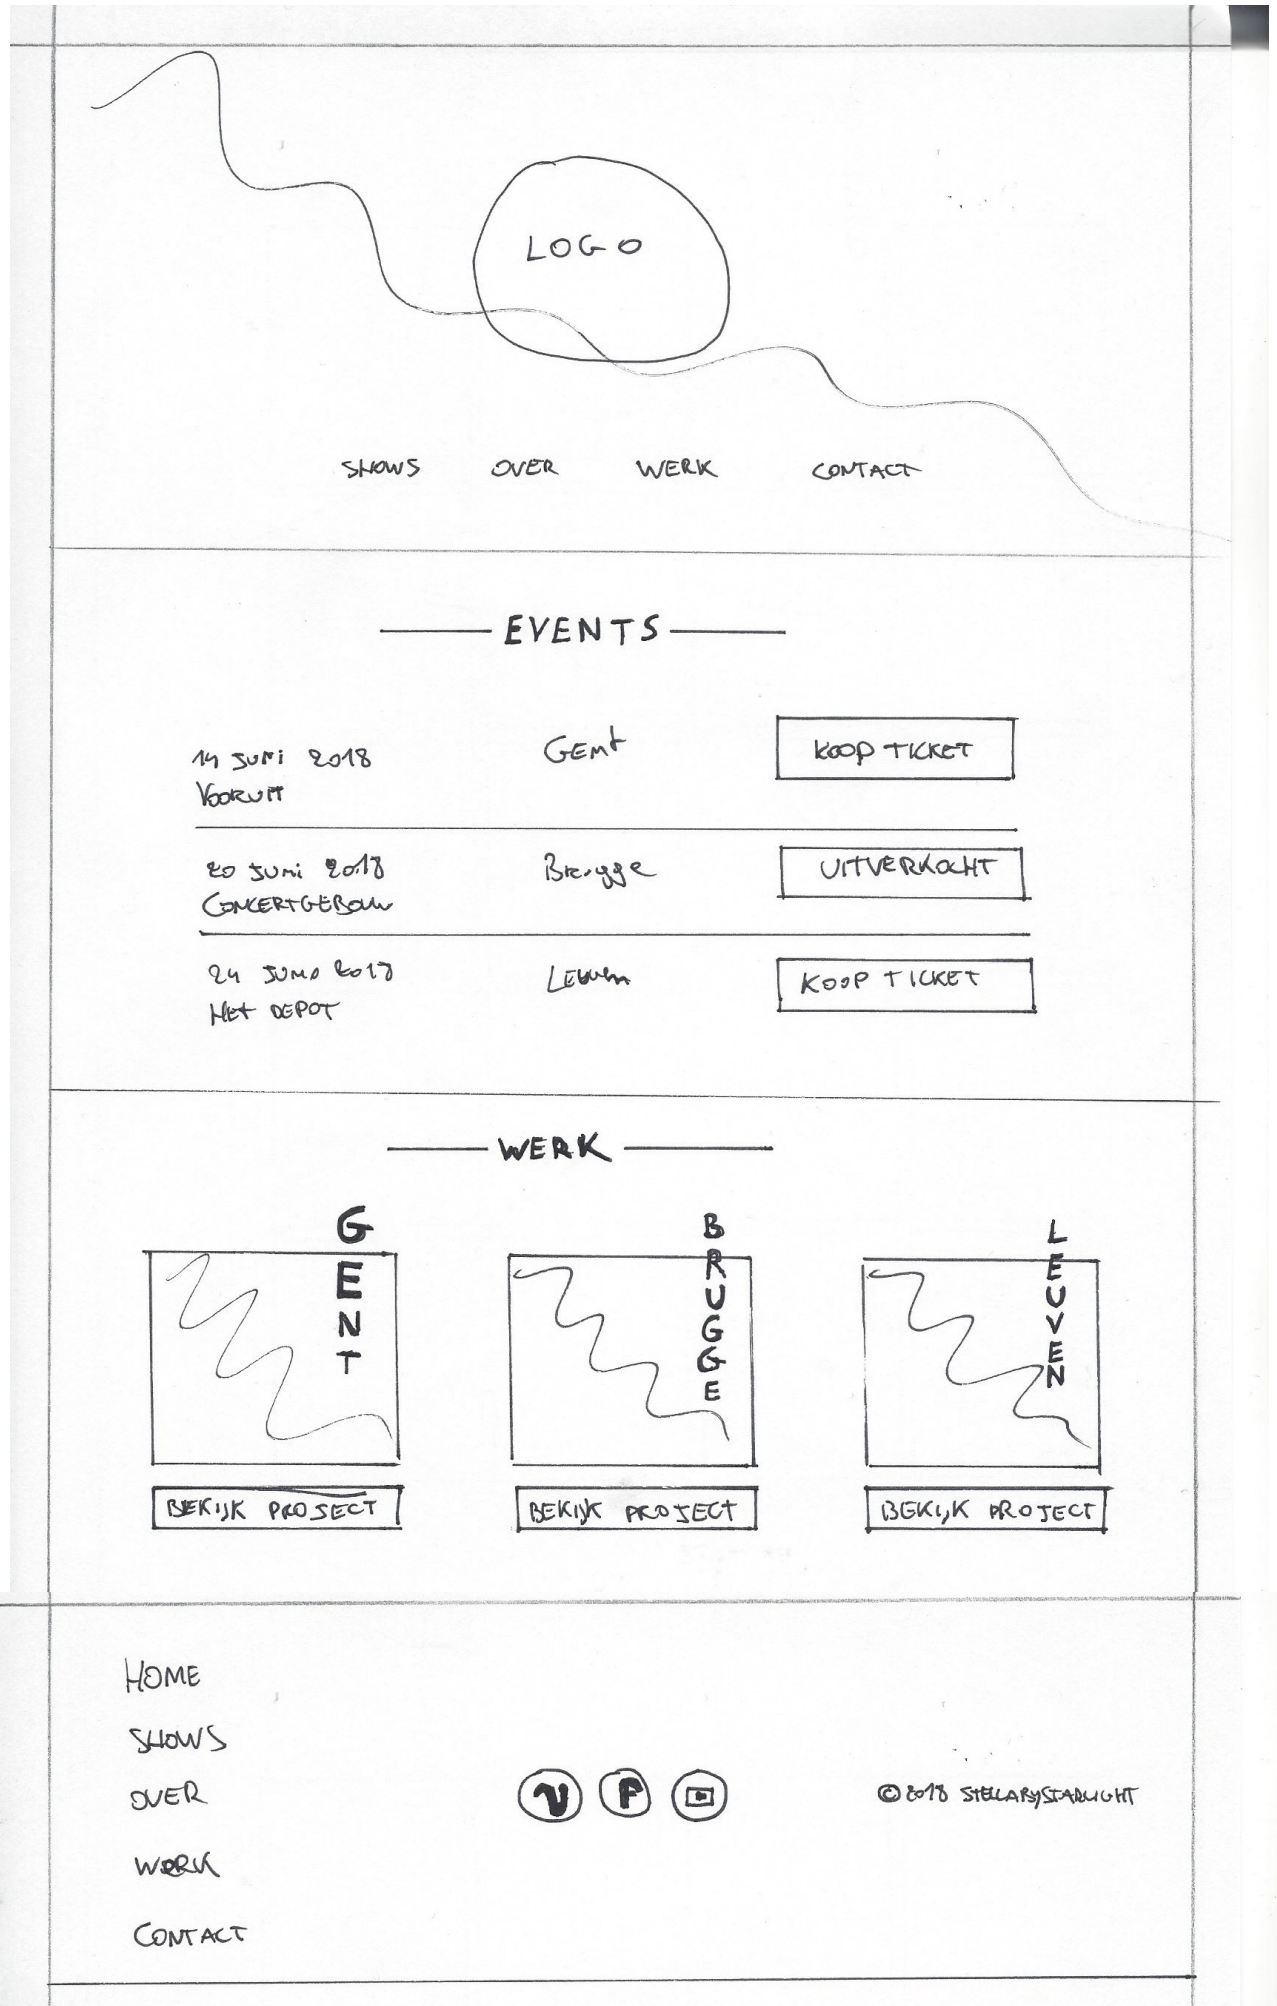 LOGO
SHOWS OVER WERK CONTACT
EVENTS
14 JUNI 2018 GENT KOOP TICKET
VOORUIT
20 JUNI 2018 Brugge UITVERKOCHT
CONCERTGEBOUW
24 JUNI 2018 LEUVEN KOOP TICKET
HET DEPOT
WERK
GENT
BRUGGE
LEUVEN
BEKIJK PROJECT BEKIJK PROJECT BEKIJK PROJECT
HOME
SHOWS
OVER
V F ©2018 STELLABYSTARLIGHT
WERK
CONTACT